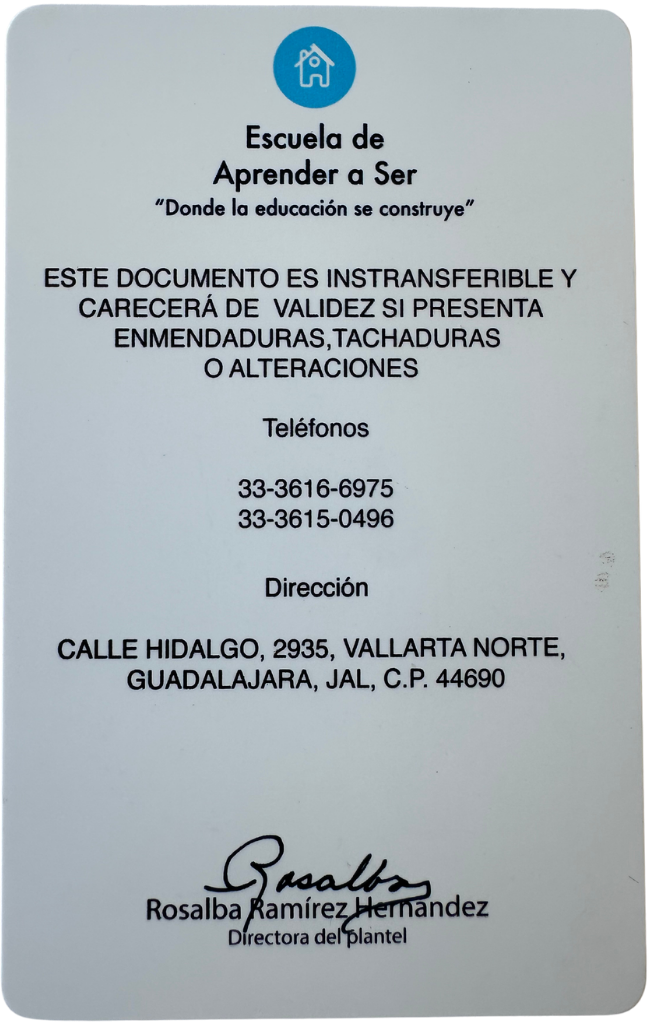 Escuela de
Aprender a Ser
“Donde la educación se construye”
ESTE DOCUMENTO ES INSTRANSFERIBLE Y
CARECERÁ DE VALIDEZ SI PRESENTA
ENMENDADURAS,TACHADURAS
O ALTERACIONES
Teléfonos
33-3616-6975
33-3615-0496
Dirección
CALLE HIDALGO, 2935, VALLARTA NORTE,
GUADALAJARA, JAL, C.P. 44690
Rosalba
Rosalba Ramírez Hernández
Directora del plantel